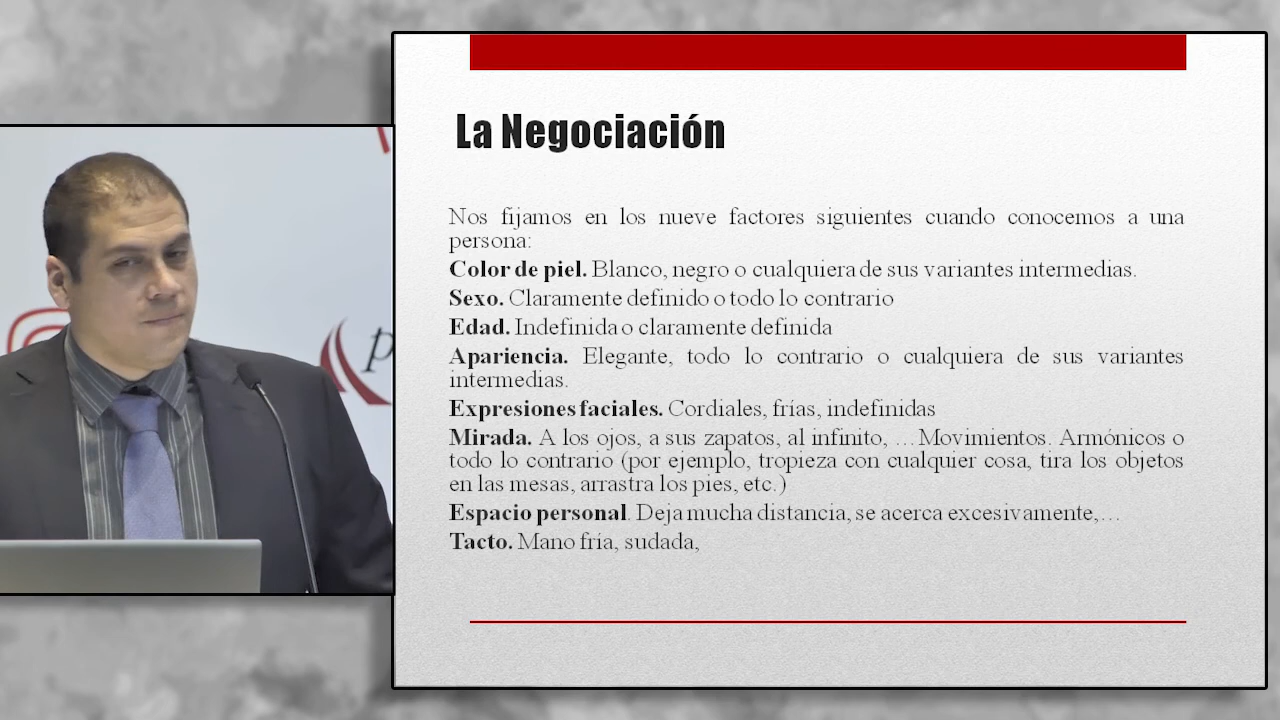 La Negociación
Nos fijamos en los nueve factores siguientes cuando conocemos a una
persona:
Color de piel. Blanco, negro o cualquiera de sus variantes intermedias.
Sexo. Claramente definido o todo lo contrario
Edad. Indefinida o claramente definida
Apariencia. Elegante, todo lo contrario o cualquiera de sus variantes
intermedias.
Expresiones faciales. Cordiales, frías, indefinidas
Mirada. A los ojos, a sus zapatos, al infinito, …Movimientos. Armónicos o
todo lo contrario (por ejemplo, tropieza con cualquier cosa, tira los objetos
en las mesas, arrastra los pies, etc.)
Espacio personal. Deja mucha distancia, se acerca excesivamente,…
Tacto. Mano fría, sudada,